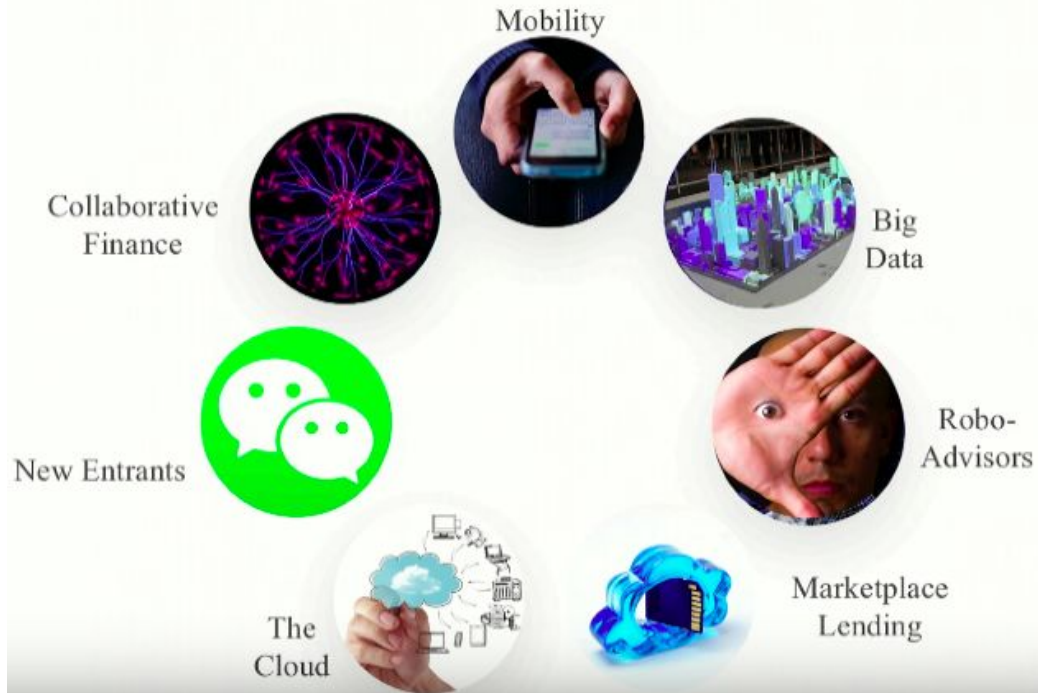 Mobility
Collaborative
Finance
Big
Data
New Entrants
Robo-
Advisors
The
Cloud
Marketplace
Lending